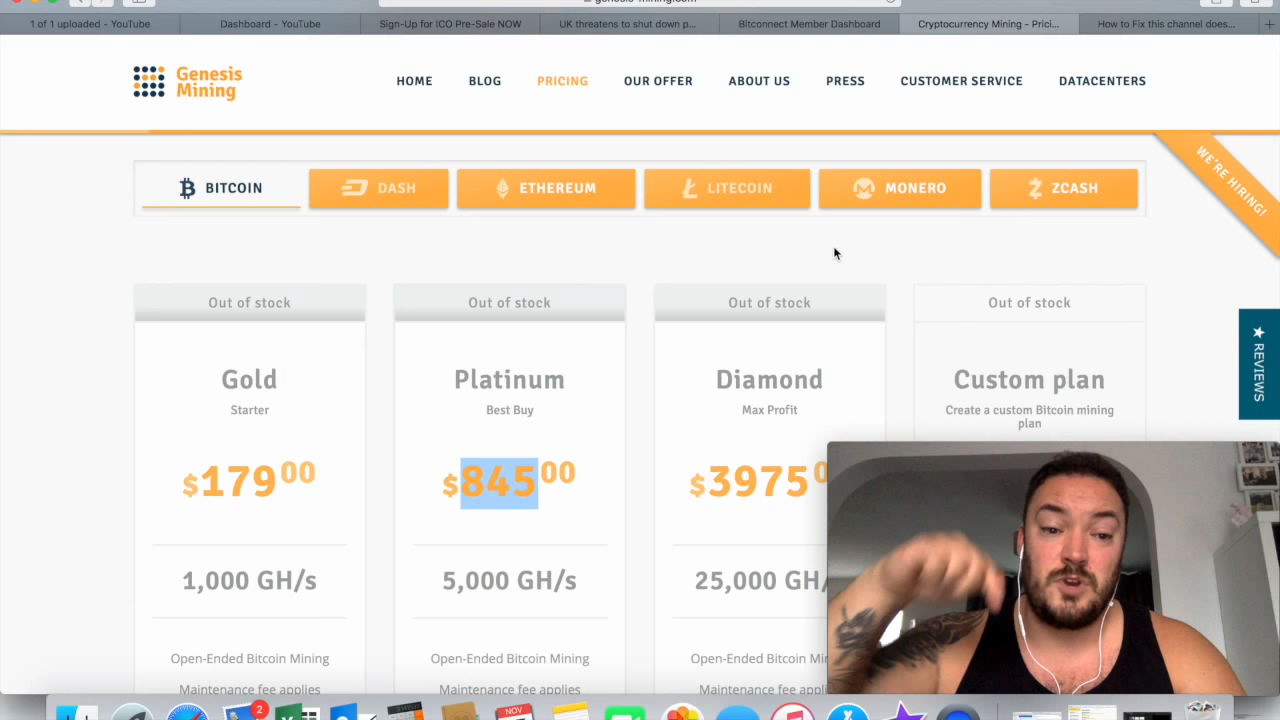 genesis-mining.com
1 of 1 uploaded - YouTube
Dashboard - YouTube
Sign-Up for ICO Pre-Sale NOW
UK threatens to shut down p...
Bitconnect Member Dashboard
Cryptocurrency Mining - Prici...
How to Fix this channel does...
Genesis
Mining
HOME
BLOG
PRICING
OUR OFFER
ABOUT US
PRESS
CUSTOMER SERVICE
DATACENTERS
WE'RE HIRING!
BITCOIN
DASH
ETHEREUM
LITECOIN
MONERO
ZCASH
Out of stock
Out of stock
Out of stock
Out of stock
Gold
Platinum
Diamond
Custom plan
Starter
Best Buy
Max Profit
Create a custom Bitcoin mining
plan
★ REVIEWS
$179 00
$845 00
$3975 0
1,000 GH/s
5,000 GH/s
25,000 GH/
Open-Ended Bitcoin Mining
Open-Ended Bitcoin Mining
Open-Ended Bitcoin Mi
Maintenance fee applies
Maintenance fee applies
Maintenance fee
2
NOV